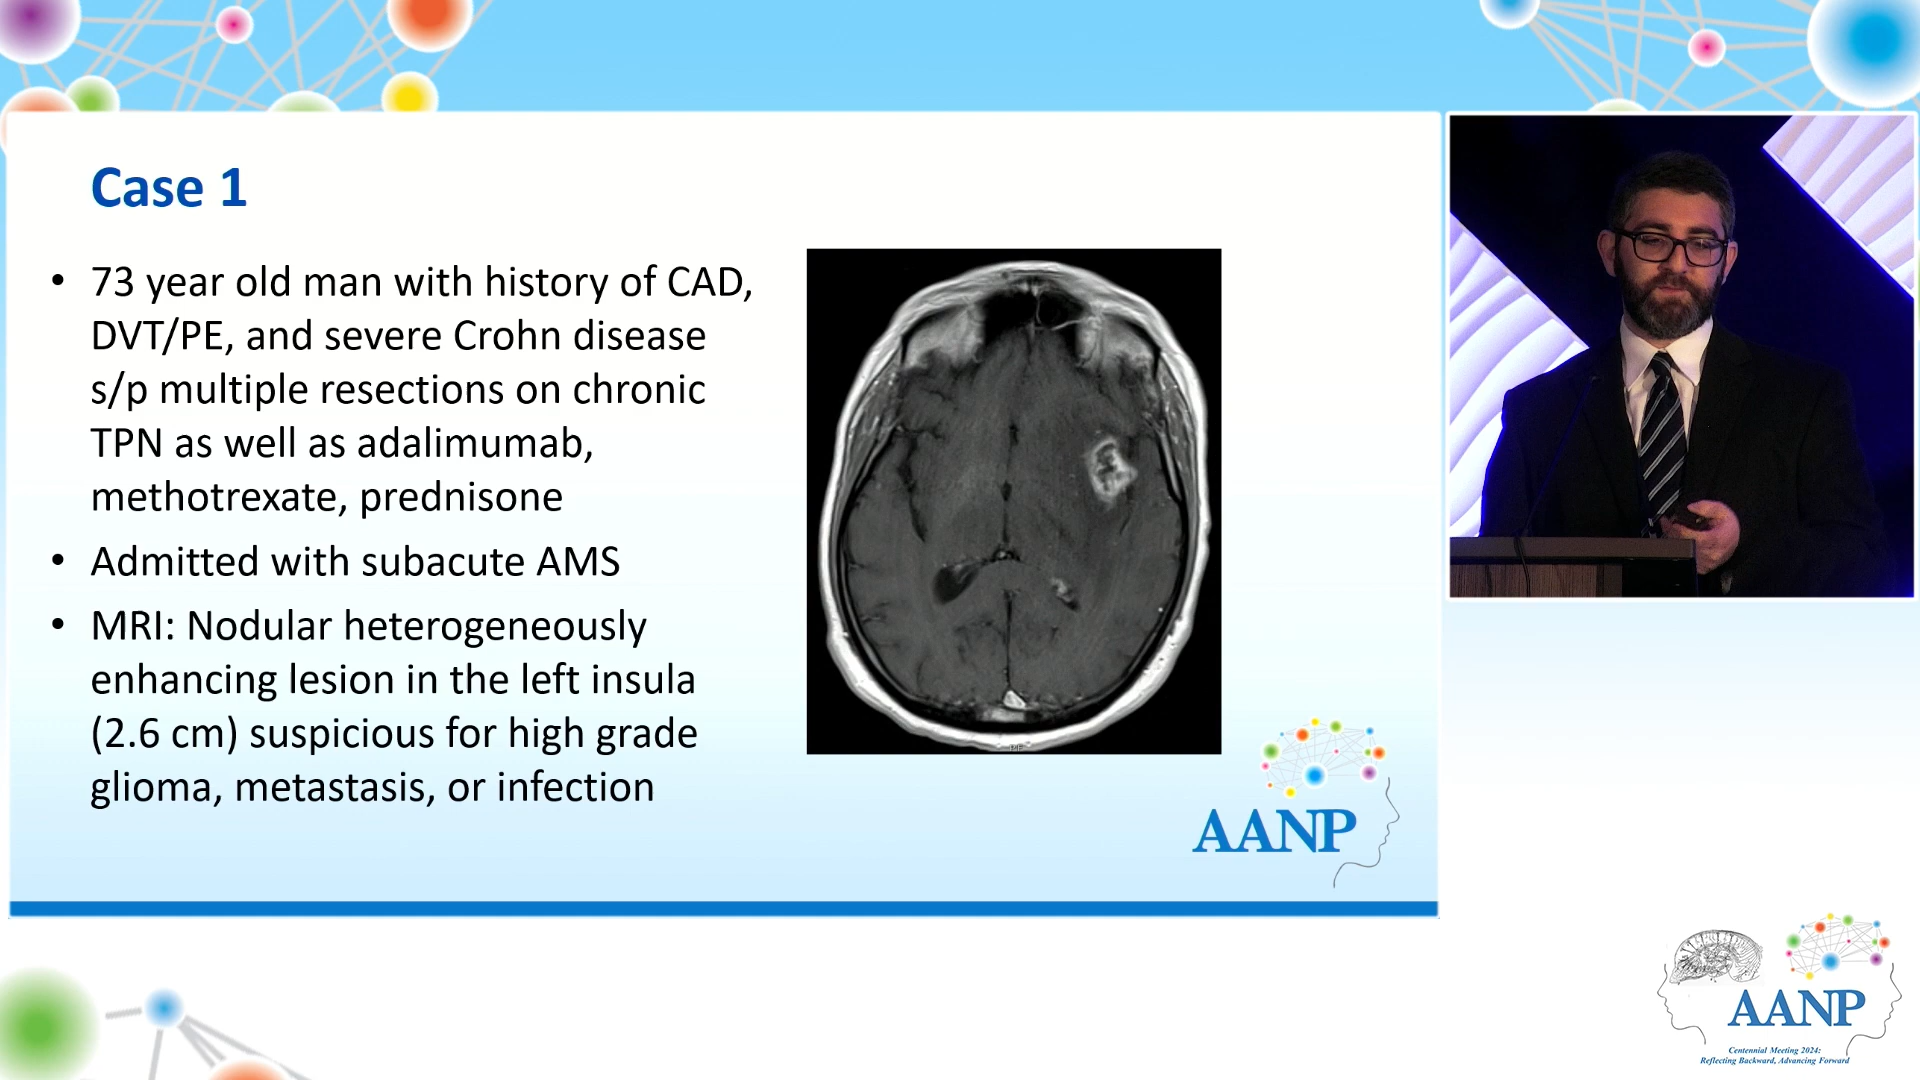 Case 1
• 73 year old man with history of CAD,
DVT/PE, and severe Crohn disease
s/p multiple resections on chronic
TPN as well as adalimumab,
methotrexate, prednisone
• Admitted with subacute AMS
• MRI: Nodular heterogeneously
enhancing lesion in the left insula
(2.6 cm) suspicious for high grade
glioma, metastasis, or infection
AANP
AANP
Centennial Meeting 2024:
Reflecting Backward, Advancing Forward